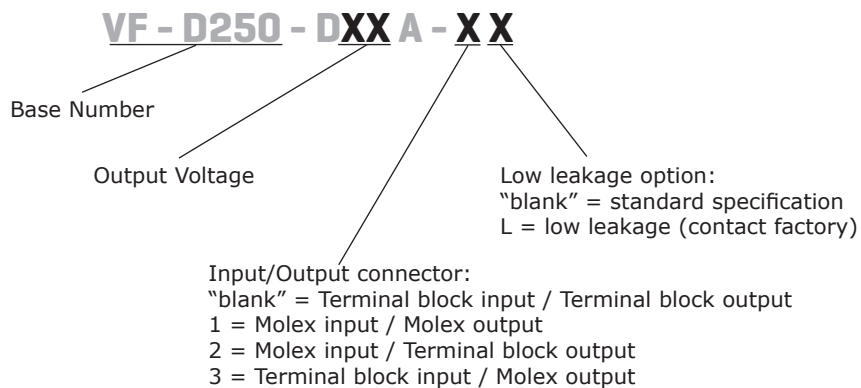 VF - D250 - DXX A - X X
Base Number
Output Voltage
Low leakage option:
“blank” = standard specification
L = low leakage (contact factory)
Input/Output connector:
“blank” = Terminal block input / Terminal block output
1 = Molex input / Molex output
2 = Molex input / Terminal block output
3 = Terminal block input / Molex output